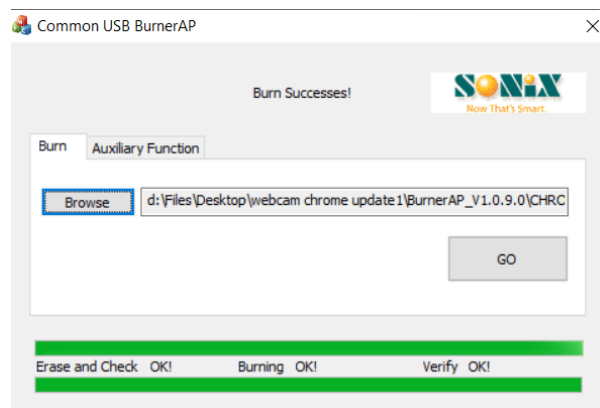 Common USB BurnerAP
Burn Successes!
SONiX
Now That's Smart.
Burn
Auxiliary Function
Browse
d:\Files\Desktop\webcam chrome update1\BurnerAP_V1.0.9.0\CHRC
GO
Erase and Check OK! Burning OK! Verify OK!